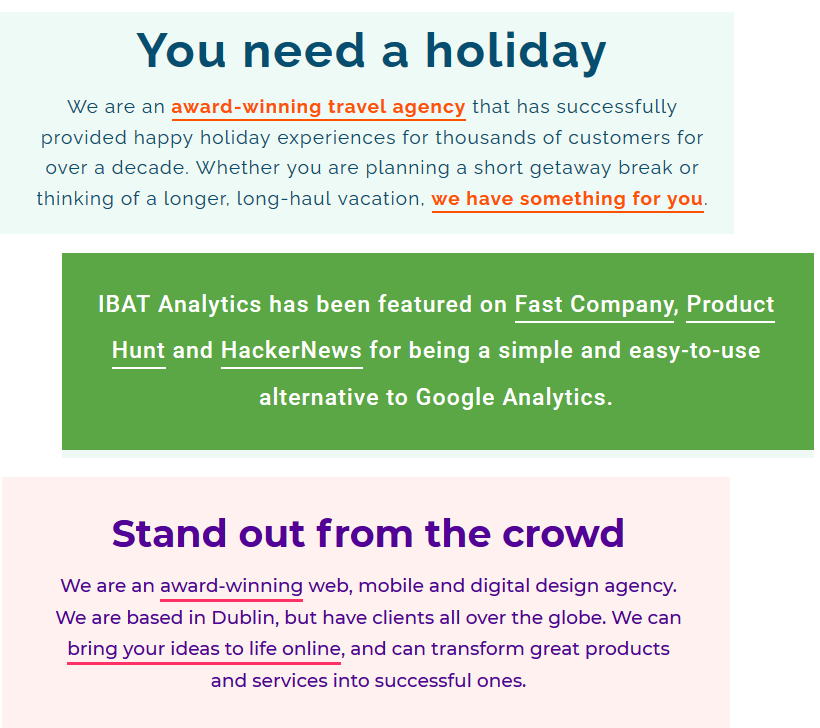 You need a holiday
We are an award-winning travel agency that has successfully
provided happy holiday experiences for thousands of customers for
over a decade. Whether you are planning a short getaway break or
thinking of a longer, long-haul vacation, we have something for you.
IBAT Analytics has been featured on Fast Company, Product
Hunt and HackerNews for being a simple and easy-to-use
alternative to Google Analytics.
Stand out from the crowd
We are an award-winning web, mobile and digital design agency.
We are based in Dublin, but have clients all over the globe. We can
bring your ideas to life online, and can transform great products
and services into successful ones.